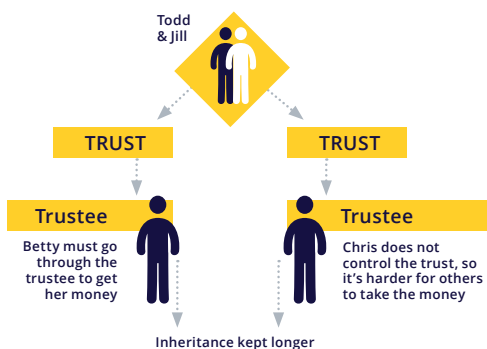 Todd
& Jill
TRUST
TRUST
Trustee
Trustee
Betty must go
through the
trustee to get
her money
Chris does not
control the trust, so
it's harder for others
to take the money
Inheritance kept longer